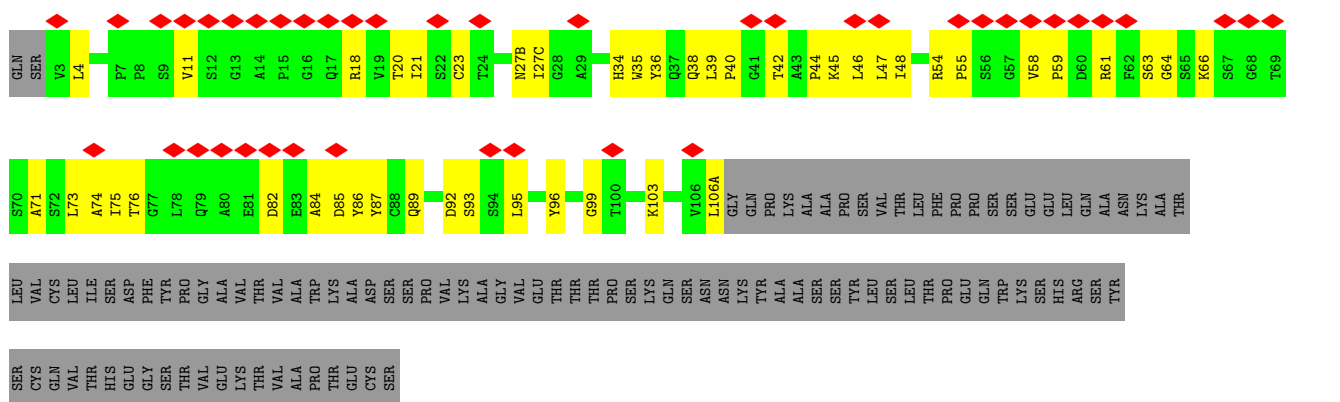 GLN SER V3 L4 P7 P8 S9 V11 S12 G13 A14 P15 G16 Q17 R18 V19 T20 I21 S22 C23 T24 N27B I27C G28 A29 H34 W35 Y36 Q37 Q38 L39 P40 G41 T42 A43 P44 K45 L46 L47 I48 R54 P55 S56 G57 V58 P59 D60 R61 F62 S63 G64 S65 K66 S67 G68 T69
S70 A71 S72 L73 A74 I75 T76 G77 L78 Q79 A80 E81 D82 E83 A84 D85 Y86 Y87 C88 Q89 D92 S93 S94 L95 Y96 G99 T100 K103 V106 L106A GLY GLN PRO LYS ALA ALA PRO SER VAL THR LEU PHE PRO PRO SER SER GLU GLU LEU GLN ALA ASN LYS ALA THR
LEU VAL CYS LEU ILE SER ASP PHE TYR PRO GLY ALA VAL THR VAL ALA TRP LYS ALA ASP SER SER PRO VAL LYS ALA GLY VAL GLU THR THR THR PRO SER LYS GLN SER ASN ASN LYS TYR ALA ALA SER SER TYR LEU SER LEU THR PRO GLU GLN TRP LYS SER HIS ARG SER TYR
SER CYS GLN VAL THR HIS GLU GLY SER THR VAL GLU LYS THR VAL ALA PRO THR GLU CYS SER